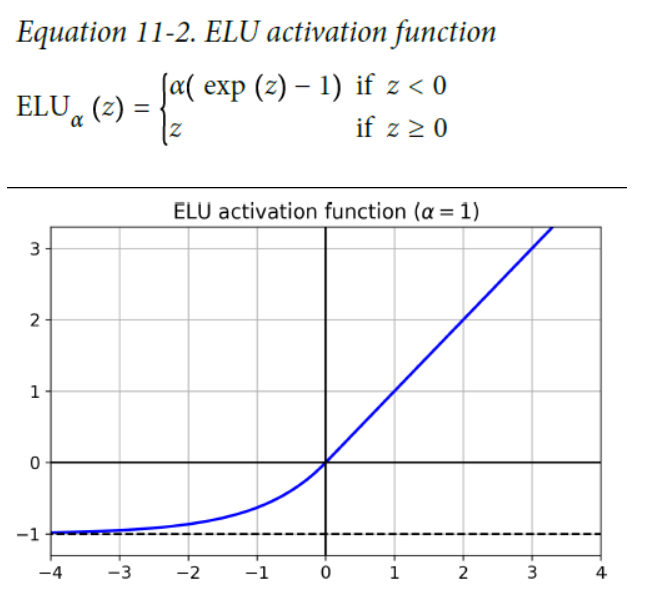 Equation 11-2. ELU activation function
ELU_α (z) = {α( exp (z) − 1) if z < 0
z if z ≥ 0
ELU activation function (α = 1)
3
2
1
0
−1
−4 −3 −2 −1 0 1 2 3 4